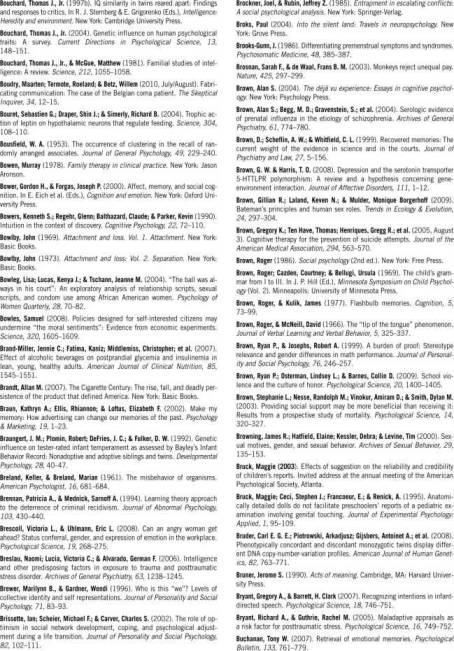 Bouchard, Thomas J., Jr. (1997b). IQ similarity in twins reared apart: Findings
and responses to critics. In R. J. Sternberg & E. Grigorenko (Eds.), Intelligence:
Heredity and environment. New York: Cambridge University Press.
Bouchard, Thomas J., Jr. (2004). Genetic influence on human psychological
traits: A survey. Current Directions in Psychological Science, 13,
148–151.
Bouchard, Thomas J., Jr., & McGue, Matthew (1981). Familial studies of intel-
ligence: A review. Science, 212, 1055–1058.
Boudry, Maarten; Termote, Roeland; & Betz, Willem (2010, July/August). Fabri-
cating communication: The case of the Belgian coma patient. The Skeptical
Inquirer, 34, 12–15.
Bouret, Sebastien G.; Draper, Shin J.; & Simerly, Richard B. (2004). Trophic ac-
tion of leptin on hypothalamic neurons that regulate feeding. Science, 304,
108–110.
Bousfield, W. A. (1953). The occurrence of clustering in the recall of ran-
domly arranged associates. Journal of General Psychology, 49, 229–240.
Bowen, Murray (1978). Family therapy in clinical practice. New York: Jason
Aronson.
Bower, Gordon H., & Forgas, Joseph P. (2000). Affect, memory, and social cog-
nition. In E. Eich et al. (Eds.), Cognition and emotion. New York: Oxford Uni-
versity Press.
Bowers, Kenneth S.; Regehr, Glenn; Balthazard, Claude; & Parker, Kevin (1990).
Intuition in the context of discovery. Cognitive Psychology, 22, 72–110.
Bowlby, John (1969). Attachment and loss. Vol. 1. Attachment. New York:
Basic Books.
Bowlby, John (1973). Attachment and loss: Vol. 2. Separation. New York:
Basic Books.
Bowleg, Lisa; Lucas, Kenya J.; & Tschann, Jeanne M. (2004). "The ball was al-
ways in his court": An exploratory analysis of relationship scripts, sexual
scripts, and condom use among African American women. Psychology of
Women Quarterly, 28, 70–82.
Bowles, Samuel (2008). Policies designed for self-interested citizens may
undermine "the moral sentiments": Evidence from economic experiments.
Science, 320, 1605–1609.
Brand-Miller, Jennie C.; Fatima, Kaniz; Middlemiss, Christopher; et al. (2007).
Effect of alcoholic beverages on postprandial glycemia and insulinemia in
lean, young, healthy adults. American Journal of Clinical Nutrition, 85,
1545–1551.
Brandt, Allan M. (2007). The Cigarette Century: The rise, fall, and deadly per-
sistence of the product that defined America. New York: Basic Books.
Braun, Kathryn A.; Ellis, Rhiannon; & Loftus, Elizabeth F. (2002). Make my
memory: How advertising can change our memories of the past. Psychology
& Marketing, 19, 1–23.
Braungert, J. M.; Plomin, Robert; DeFries, J. C.; & Fulker, D. W. (1992). Genetic
influence on tester-rated infant temperament as assessed by Bayley's Infant
Behavior Record: Nonadoptive and adoptive siblings and twins. Developmental
Psychology, 28, 40–47.
Breland, Keller, & Breland, Marian (1961). The misbehavior of organisms.
American Psychologist, 16, 681–684.
Brennan, Patricia A., & Mednick, Sarnoff A. (1994). Learning theory approach
to the deterrence of criminal recidivism. Journal of Abnormal Psychology,
103, 430–440.
Brescoll, Victoria L., & Uhlmann, Eric L. (2008). Can an angry woman get
ahead? Status conferral, gender, and expression of emotion in the workplace.
Psychological Science, 19, 268–275.
Breslau, Naomi; Lucia, Victoria C.; & Alvarado, German F. (2006). Intelligence
and other predisposing factors in exposure to trauma and posttraumatic
stress disorder. Archives of General Psychiatry, 63, 1238–1245.
Brewer, Marilynn B., & Gardner, Wendi (1996). Who is this "we"? Levels of
collective identity and self representations. Journal of Personality and Social
Psychology, 71, 83–93.
Brissette, Ian; Scheier, Michael F.; & Carver, Charles S. (2002). The role of op-
timism in social network development, coping, and psychological adjust-
ment during a life transition. Journal of Personality and Social Psychology,
82, 102–111.
Brockner, Joel, & Rubin, Jeffrey Z. (1985). Entrapment in escalating conflicts:
A social psychological analysis. New York: Springer-Verlag.
Broks, Paul (2004). Into the silent land: Travels in neuropsychology. New
York: Grove Press.
Brooks-Gunn, J. (1986). Differentiating premenstrual symptoms and syndromes.
Psychosomatic Medicine, 48, 385–387.
Brosnan, Sarah F., & de Waal, Frans B. M. (2003). Monkeys reject unequal pay.
Nature, 425, 297–299.
Brown, Alan S. (2004). The déjà vu experience: Essays in cognitive psychol-
ogy. New York: Psychology Press.
Brown, Alan S.; Begg, M. D.; Gravenstein, S.; et al. (2004). Serologic evidence
of prenatal influenza in the etiology of schizophrenia. Archives of General
Psychiatry, 61, 774–780.
Brown, D.; Scheflin, A. W.; & Whitfield, C. L. (1999). Recovered memories: The
current weight of the evidence in science and in the courts. Journal of
Psychiatry and Law, 27, 5–156.
Brown, G. W. & Harris, T. O. (2008). Depression and the serotonin transporter
5-HTTLPR polymorphism: A review and a hypothesis concerning gene-
environment interaction. Journal of Affective Disorders, 111, 1–12.
Brown, Gillian R.; Laland, Keven N.; & Mulder, Monique Borgerhoff (2009).
Bateman's principles and human sex roles. Trends in Ecology & Evolution,
24, 297–304.
Brown, Gregory K.; Ten Have, Thomas; Henriques, Gregg R.; et al. (2005, August
3). Cognitive therapy for the prevention of suicide attempts. Journal of the
American Medical Association, 294, 563–570.
Brown, Roger (1986). Social psychology (2nd ed.). New York: Free Press.
Brown, Roger; Cazden, Courtney; & Bellugi, Ursula (1969). The child's gram-
mar from I to III. In J. P. Hill (Ed.), Minnesota Symposium on Child Psychol-
ogy (Vol. 2). Minneapolis: University of Minnesota Press.
Brown, Roger, & Kulik, James (1977). Flashbulb memories. Cognition, 5,
73–99.
Brown, Roger, & McNeill, David (1966). The "tip of the tongue" phenomenon.
Journal of Verbal Learning and Verbal Behavior, 5, 325–337.
Brown, Ryan P., & Josephs, Robert A. (1999). A burden of proof: Stereotype
relevance and gender differences in math performance. Journal of Personal-
ity and Social Psychology, 76, 246–257.
Brown, Ryan P.; Osterman, Lindsey L.; & Barnes, Collin D. (2009). School vio-
lence and the culture of honor. Psychological Science, 20, 1400–1405.
Brown, Stephanie L.; Nesse, Randolph M.; Vinokur, Amiram D.; & Smith, Dylan M.
(2003). Providing social support may be more beneficial than receiving it:
Results from a prospective study of mortality. Psychological Science, 14,
320–327.
Browning, James R.; Hatfield, Elaine; Kessler, Debra; & Levine, Tim (2000). Sex-
ual motives, gender, and sexual behavior. Archives of Sexual Behavior, 29,
135–153.
Bruck, Maggie (2003). Effects of suggestion on the reliability and credibility
of children's reports. Invited address at the annual meeting of the American
Psychological Society, Atlanta.
Bruck, Maggie; Ceci, Stephen J.; Francoeur, E.; & Renick, A. (1995). Anatomi-
cally detailed dolls do not facilitate preschoolers' reports of a pediatric ex-
amination involving genital touching. Journal of Experimental Psychology:
Applied, 1, 95–109.
Bruder, Carl E. G. E.; Piotrowski, Arkadiusz; Gijsbers, Antoinet A.; et al. (2008).
Phenotypically concordant and discordant monozygotic twins display differ-
ent DNA copy-number-variation profiles. American Journal of Human Genet-
ics, 82, 763–771.
Bruner, Jerome S. (1990). Acts of meaning. Cambridge, MA: Harvard Univer-
sity Press.
Bryant, Gregory A., & Barrett, H. Clark (2007). Recognizing intentions in infant-
directed speech. Psychological Science, 18, 746–751.
Bryant, Richard A., & Guthrie, Rachel M. (2005). Maladaptive appraisals as
a risk factor for posttraumatic stress. Psychological Science, 16, 749–752.
Buchanan, Tony W. (2007). Retrieval of emotional memories. Psychological
Bulletin, 133, 761–779.